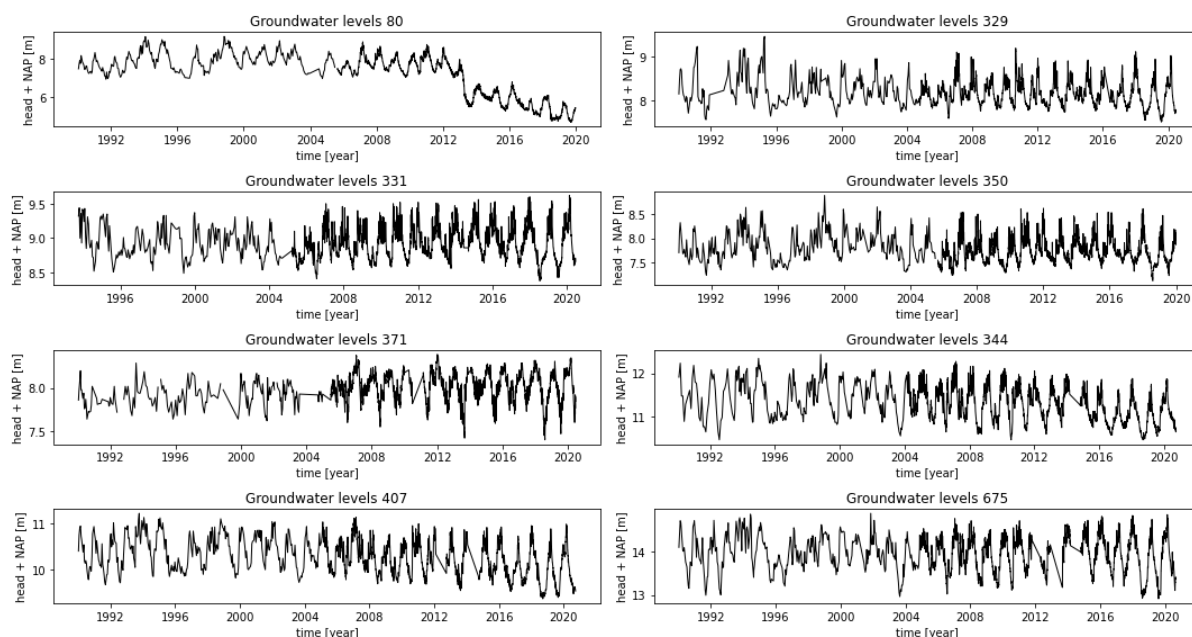 Groundwater levels 80
head + NAP [m]
8
6
1992 1996 2000 2004 2008 2012 2016 2020
time [year]
Groundwater levels 329
head + NAP [m]
9
8
1992 1996 2000 2004 2008 2012 2016 2020
time [year]
Groundwater levels 331
head + NAP [m]
9.5
9.0
8.5
1996 2000 2004 2008 2012 2016 2020
time [year]
Groundwater levels 350
head + NAP [m]
8.5
8.0
7.5
1992 1996 2000 2004 2008 2012 2016 2020
time [year]
Groundwater levels 371
head + NAP [m]
8.0
7.5
1992 1996 2000 2004 2008 2012 2016 2020
time [year]
Groundwater levels 344
head + NAP [m]
12
11
1992 1996 2000 2004 2008 2012 2016 2020
time [year]
Groundwater levels 407
head + NAP [m]
11
10
1992 1996 2000 2004 2008 2012 2016 2020
time [year]
Groundwater levels 675
head + NAP [m]
14
13
1992 1996 2000 2004 2008 2012 2016 2020
time [year]